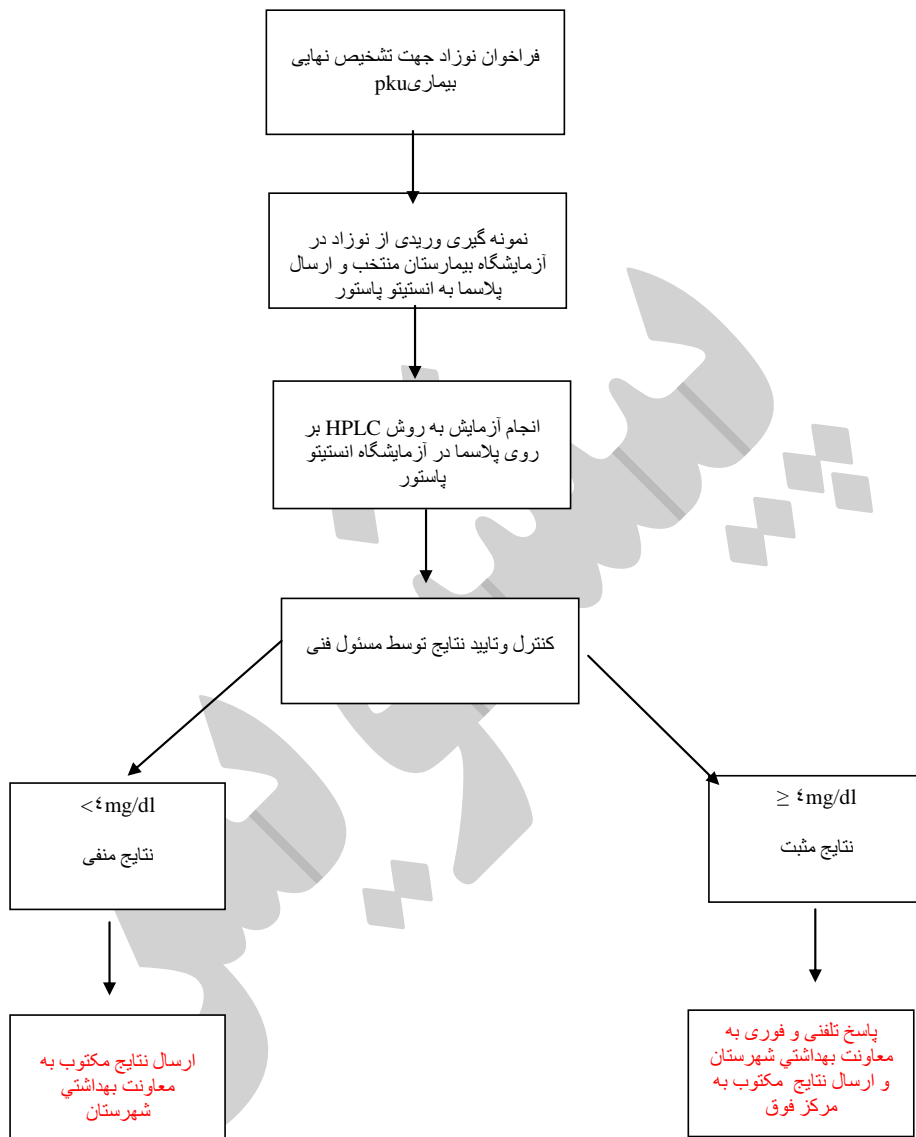 فراخوان نوزاد جهت تشخیص نهایی
بیماریpku
نمونه گیری وریدی از نوزاد در
آزمایشگاه بیمارستان منتخب و ارسال
پلاسما به انستیتو پاستور
انجام آزمایش به روش HPLC بر
روی پلاسما در آزمایشگاه انستیتو
پاستور
کنترل وتایید نتایج توسط مسئول فنی
<٤mg/dl
نتایج منفی
≥ ٤mg/dl
نتایج مثبت
ارسال نتایج مکتوب به
معاونت بهداشتي
شهرستان
پاسخ تلفنی و فوری به
معاونت بهداشتي شهرستان
و ارسال نتایج مکتوب به
مرکز فوق